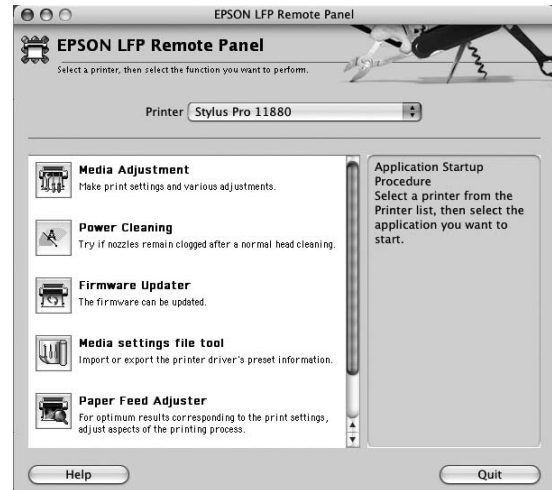 EPSON LFP Remote Panel
EPSON LFP Remote Panel
Select a printer, then select the function you want to perform.
Printer Stylus Pro 11880
Media Adjustment
Make print settings and various adjustments.
Power Cleaning
Try if nozzles remain clogged after a normal head cleaning.
Firmware Updater
The firmware can be updated.
Media settings file tool
Import or export the printer driver's preset information.
Paper Feed Adjuster
For optimum results corresponding to the print settings,
adjust aspects of the printing process.
Application Startup
Procedure
Select a printer from the
Printer list, then select the
application you want to
start.
Help
Quit